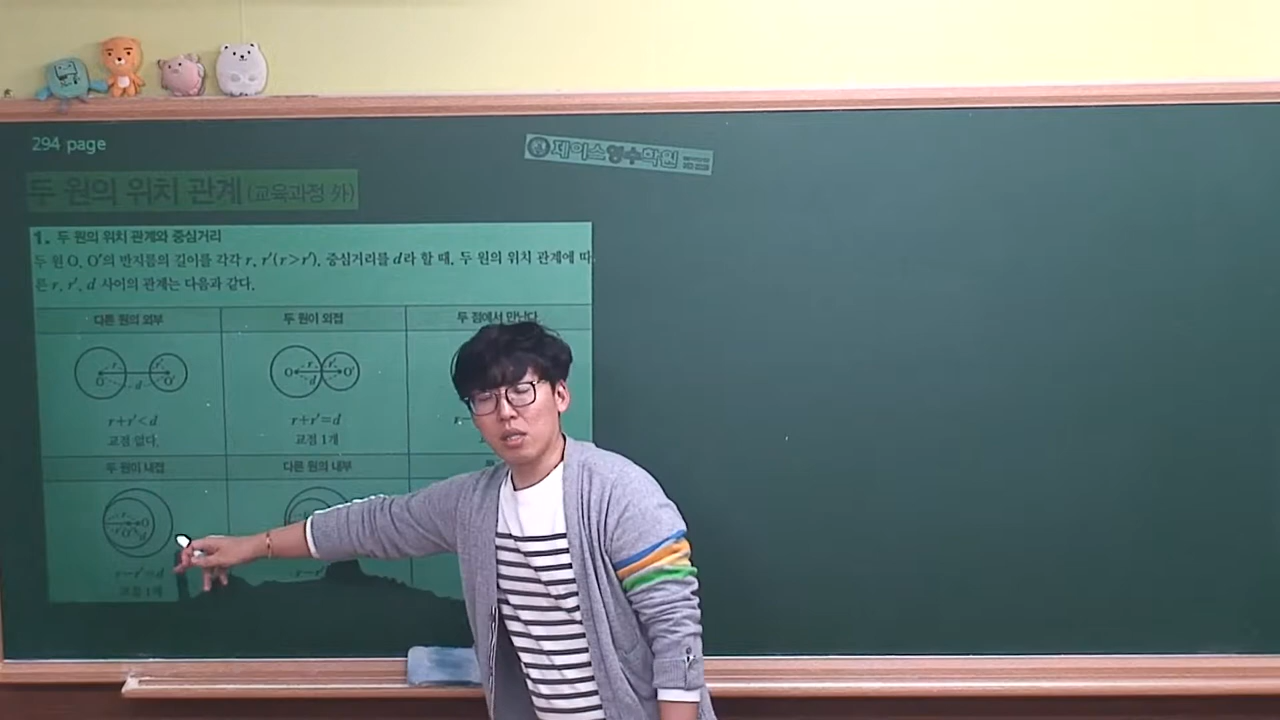 294 page
제이스영수학원
두 원의 위치 관계 (교육과정 外)
1. 두 원의 위치 관계와 중심거리
두 원 O, O′의 반지름의 길이를 각각 r, r′(r>r′), 중심거리를 d라 할 때, 두 원의 위치 관계에 따
른 r, r′, d 사이의 관계는 다음과 같다.
다른 원의 외부 두 원이 외접 두 점에서 만난다
r r′ O O′ d
O r r′ O′ d
r+r′<d r+r′=d r−
교점 없다. 교점 1개
두 원이 내접 다른 원의 내부
r O r′ O′ d
r−r′=d r−r′
교점 1개